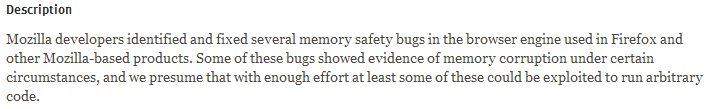 Description
Mozilla developers identified and fixed several memory safety bugs in the browser engine used in Firefox and
other Mozilla-based products. Some of these bugs showed evidence of memory corruption under certain
circumstances, and we presume that with enough effort at least some of these could be exploited to run arbitrary
code.